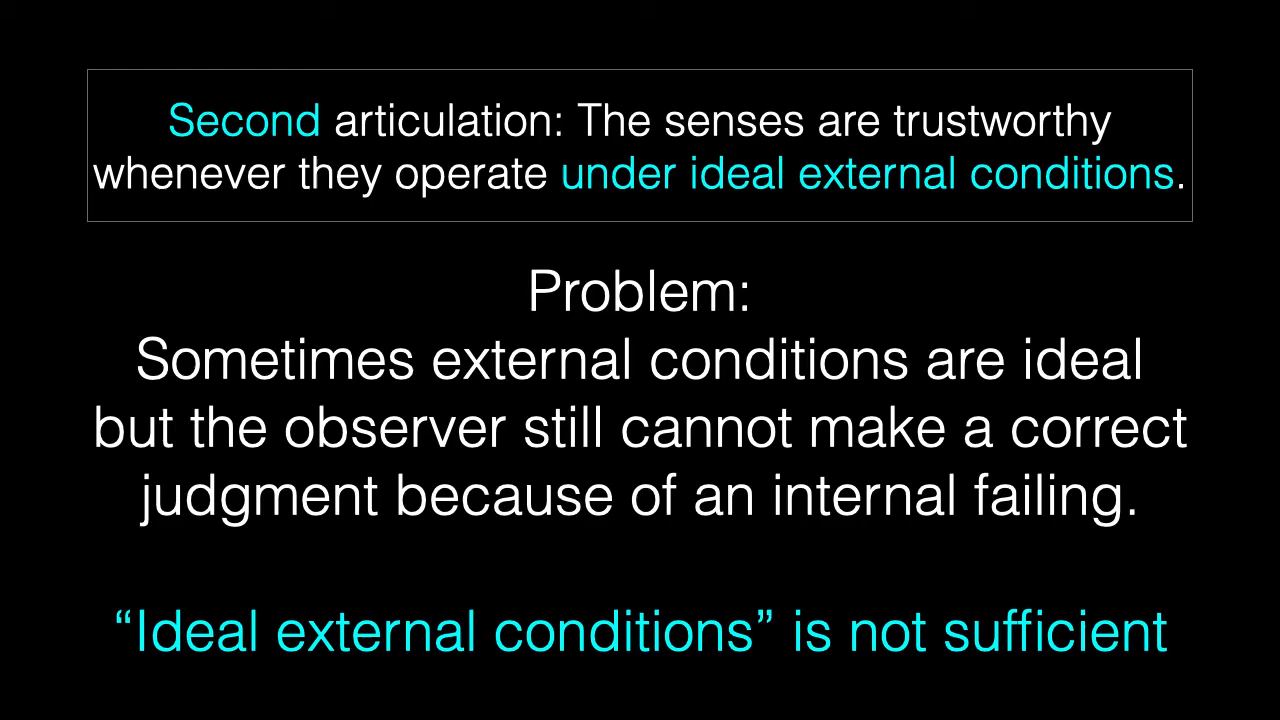 Second articulation: The senses are trustworthy
whenever they operate under ideal external conditions.
Problem:
Sometimes external conditions are ideal
but the observer still cannot make a correct
judgment because of an internal failing.
“Ideal external conditions” is not sufficient